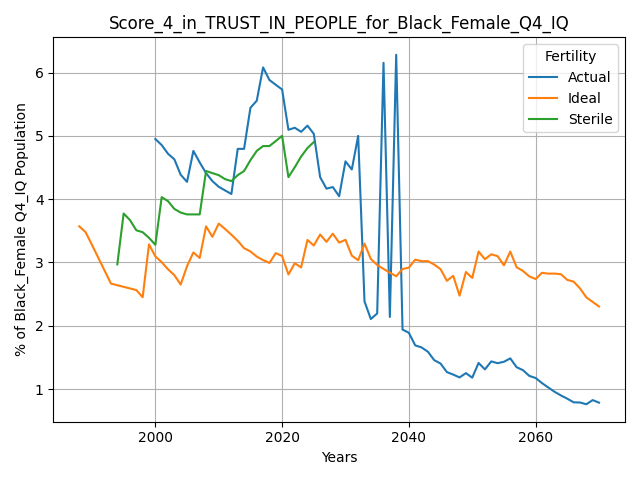 Score_4_in_TRUST_IN_PEOPLE_for_Black_Female_Q4_IQ
Fertility
Actual
Ideal
Sterile
% of Black_Female Q4_IQ Population
6
5
4
3
2
1
2000 2020 2040 2060
Years